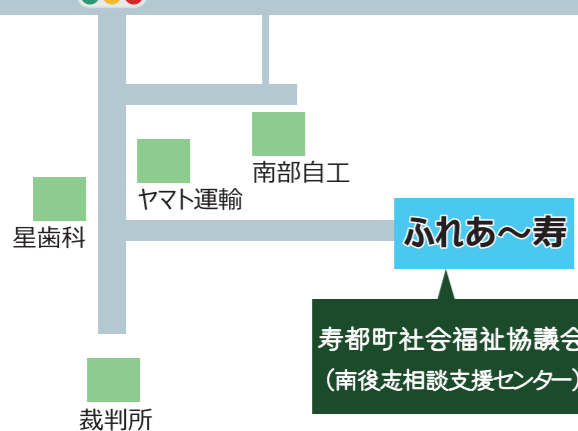 南部自工
ヤマト運輸
星歯科
ふれあ～寿
寿都町社会福祉協議会
（南後志相談支援センター）
裁判所